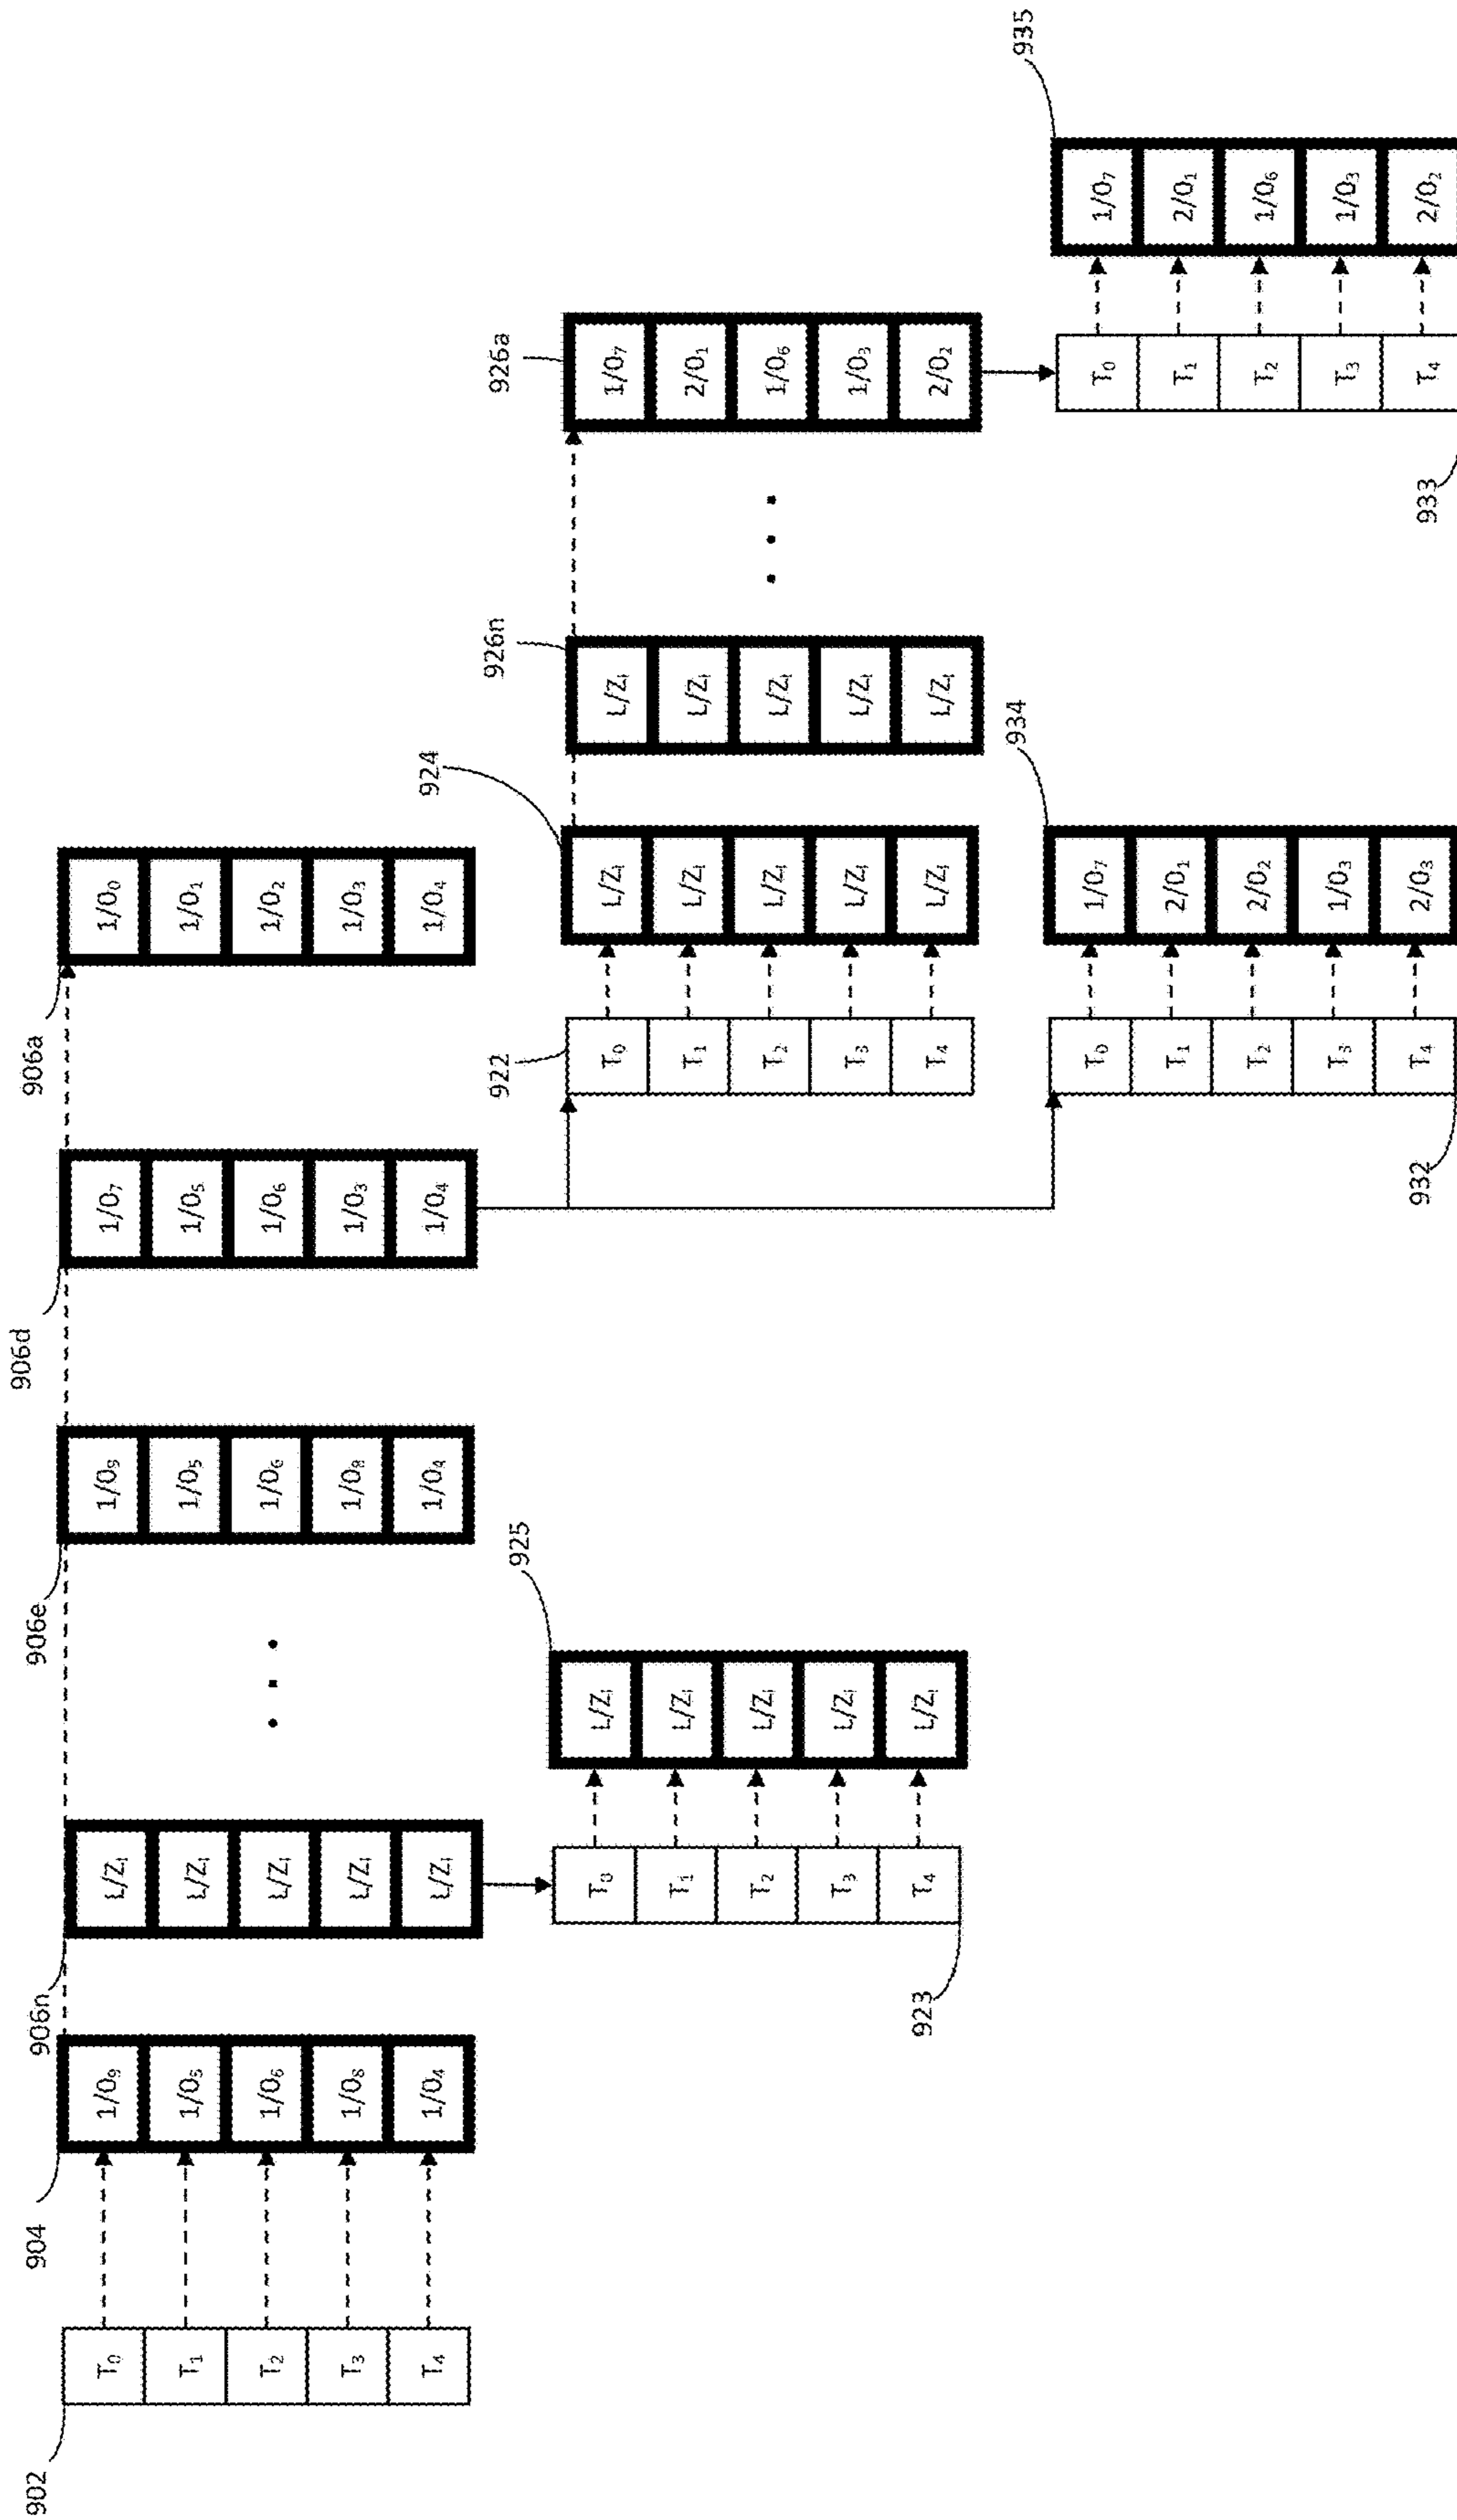 902
T₀
T₁
T₂
T₃
T₄
904
1/O₉
1/O₅
1/O₆
1/O₈
1/O₄
906n
L/Zᵢ
L/Zᵢ
L/Zᵢ
L/Zᵢ
L/Zᵢ
906e
1/O₉
1/O₅
1/O₆
1/O₈
1/O₄
906d
1/O₇
1/O₅
1/O₆
1/O₃
1/O₄
906a
1/O₀
1/O₁
1/O₂
1/O₃
1/O₄
923
T₀
T₁
T₂
T₃
T₄
925
L/Zᵢ
L/Zᵢ
L/Zᵢ
L/Zᵢ
L/Zᵢ
922
T₀
T₁
T₂
T₃
T₄
924
L/Zᵢ
L/Zᵢ
L/Zᵢ
L/Zᵢ
L/Zᵢ
926n
L/Zᵢ
L/Zᵢ
L/Zᵢ
L/Zᵢ
L/Zᵢ
926a
1/O₇
2/O₁
1/O₆
1/O₃
2/O₂
932
T₀
T₁
T₂
T₃
T₄
934
1/O₇
2/O₁
2/O₂
1/O₃
2/O₃
933
T₀
T₁
T₂
T₃
T₄
935
1/O₇
2/O₁
1/O₆
1/O₃
2/O₂